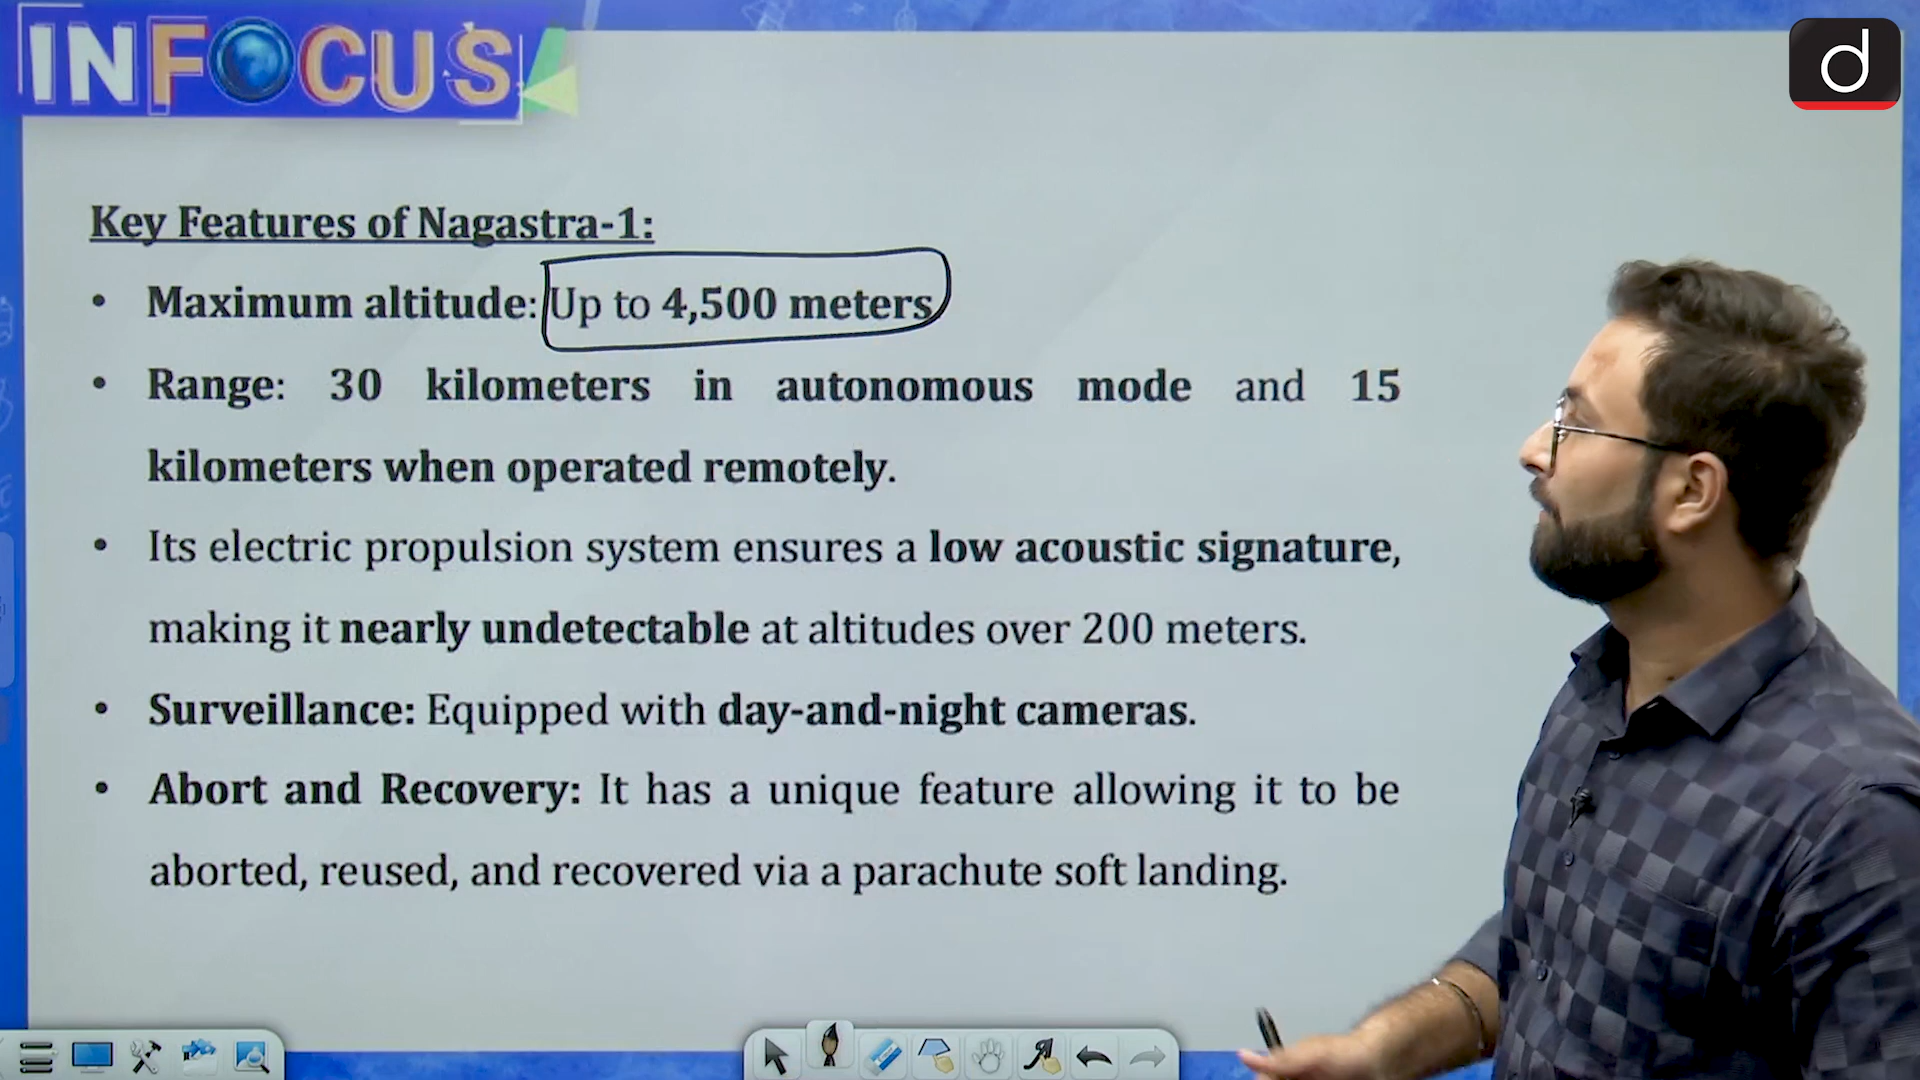 INFOCUS
d
Key Features of Nagastra-1:
• Maximum altitude: Up to 4,500 meters
• Range: 30 kilometers in autonomous mode and 15
kilometers when operated remotely.
• Its electric propulsion system ensures a low acoustic signature,
making it nearly undetectable at altitudes over 200 meters.
• Surveillance: Equipped with day-and-night cameras.
• Abort and Recovery: It has a unique feature allowing it to be
aborted, reused, and recovered via a parachute soft landing.